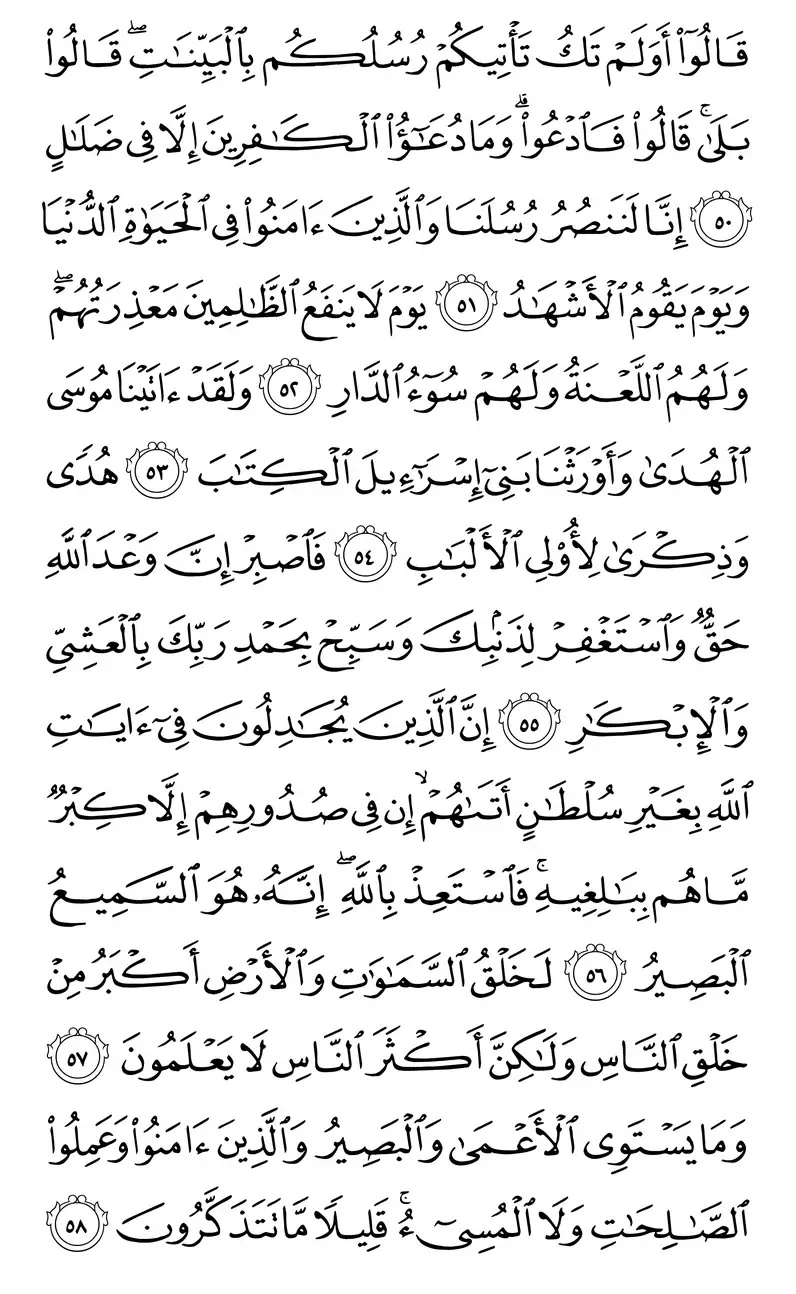 قَالُوٓا۟ أَوَلَمْ تَكُ تَأْتِيكُمْ رُسُلُكُم بِٱلْبَيِّنَـٰتِ ۖ قَالُوا۟
بَلَىٰ ۚ قَالُوا۟ فَٱدْعُوا۟ ۗ وَمَا دُعَـٰٓؤُا۟ ٱلْكَـٰفِرِينَ إِلَّا فِى ضَلَـٰلٍ
٥٠ إِنَّا لَنَنصُرُ رُسُلَنَا وَٱلَّذِينَ ءَامَنُوا۟ فِى ٱلْحَيَوٰةِ ٱلدُّنْيَا
وَيَوْمَ يَقُومُ ٱلْأَشْهَـٰدُ ٥١ يَوْمَ لَا يَنفَعُ ٱلظَّـٰلِمِينَ مَعْذِرَتُهُمْ ۖ
وَلَهُمُ ٱللَّعْنَةُ وَلَهُمْ سُوٓءُ ٱلدَّارِ ٥٢ وَلَقَدْ ءَاتَيْنَا مُوسَى
ٱلْهُدَىٰ وَأَوْرَثْنَا بَنِىٓ إِسْرَٰٓءِيلَ ٱلْكِتَـٰبَ ٥٣ هُدًى
وَذِكْرَىٰ لِأُو۟لِى ٱلْأَلْبَـٰبِ ٥٤ فَٱصْبِرْ إِنَّ وَعْدَ ٱللَّهِ
حَقٌّ وَٱسْتَغْفِرْ لِذَنۢبِكَ وَسَبِّحْ بِحَمْدِ رَبِّكَ بِٱلْعَشِىِّ
وَٱلْإِبْكَـٰرِ ٥٥ إِنَّ ٱلَّذِينَ يُجَـٰدِلُونَ فِىٓ ءَايَـٰتِ
ٱللَّهِ بِغَيْرِ سُلْطَـٰنٍ أَتَىٰهُمْ ۙ إِن فِى صُدُورِهِمْ إِلَّا كِبْرٌ
مَّا هُم بِبَـٰلِغِيهِ ۚ فَٱسْتَعِذْ بِٱللَّهِ ۖ إِنَّهُۥ هُوَ ٱلسَّمِيعُ
ٱلْبَصِيرُ ٥٦ لَخَلْقُ ٱلسَّمَـٰوَٰتِ وَٱلْأَرْضِ أَكْبَرُ مِنْ
خَلْقِ ٱلنَّاسِ وَلَـٰكِنَّ أَكْثَرَ ٱلنَّاسِ لَا يَعْلَمُونَ ٥٧
وَمَا يَسْتَوِى ٱلْأَعْمَىٰ وَٱلْبَصِيرُ وَٱلَّذِينَ ءَامَنُوا۟ وَعَمِلُوا۟
ٱلصَّـٰلِحَـٰتِ وَلَا ٱلْمُسِىٓءُ ۚ قَلِيلًا مَّا تَتَذَكَّرُونَ ٥٨